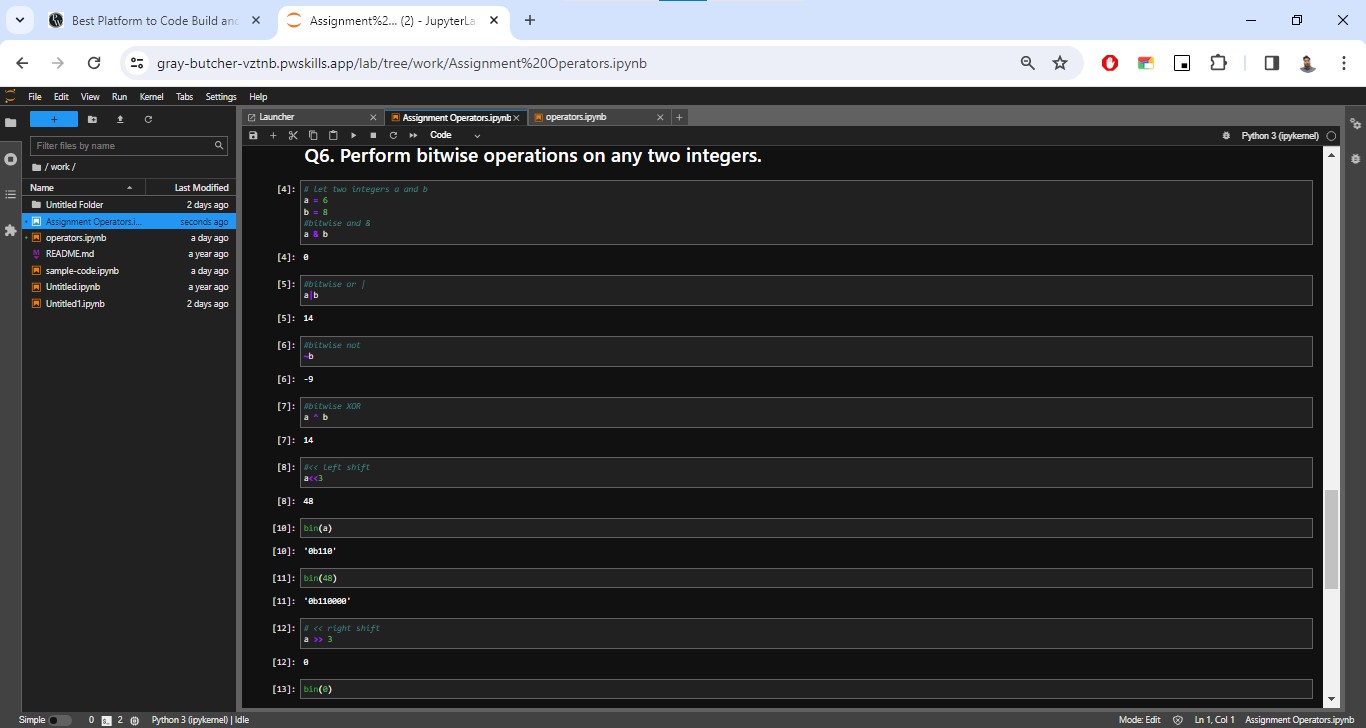 Best Platform to Code Build and
Assignment%2... (2) - JupyterLa
gray-butcher-vztnb.pwskills.app/lab/tree/work/Assignment%20Operators.ipynb
File Edit View Run Kernel Tabs Settings Help
Launcher
Assignment Operators.ipynb
operators.ipynb
Filter files by name
/ work /
Name Last Modified
Untitled Folder 2 days ago
Assignment Operators.i... seconds ago
operators.ipynb a day ago
README.md a year ago
sample-code.ipynb a day ago
Untitled.ipynb a year ago
Untitled1.ipynb 2 days ago
Code
Python 3 (ipykernel)
Q6. Perform bitwise operations on any two integers.
[4]: # let two integers a and b
a = 6
b = 8
#bitwise and &
a & b
[4]: 0
[5]: #bitwise or |
a|b
[5]: 14
[6]: #bitwise not
~b
[6]: -9
[7]: #bitwise XOR
a ^ b
[7]: 14
[8]: #<< left shift
a<<3
[8]: 48
[10]: bin(a)
[10]: '0b110'
[11]: bin(48)
[11]: '0b110000'
[12]: # << right shift
a >> 3
[12]: 0
[13]: bin(0)
Simple 0 2 Python 3 (ipykernel) | Idle
Mode: Edit Ln 1, Col 1 Assignment Operators.ipynb